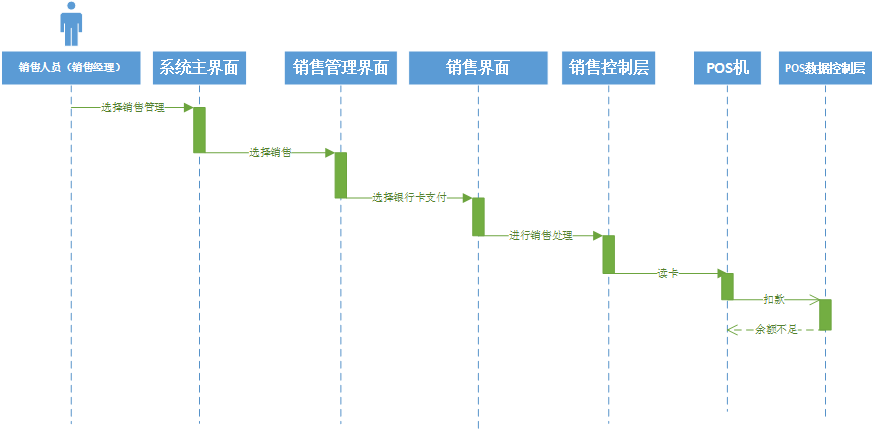 销售人员（销售经理）
系统主界面
销售管理界面
销售界面
销售控制层
POS机
POS数据控制层
选择销售管理
选择销售
选择银行卡支付
进行销售处理
读卡
扣款
余额不足